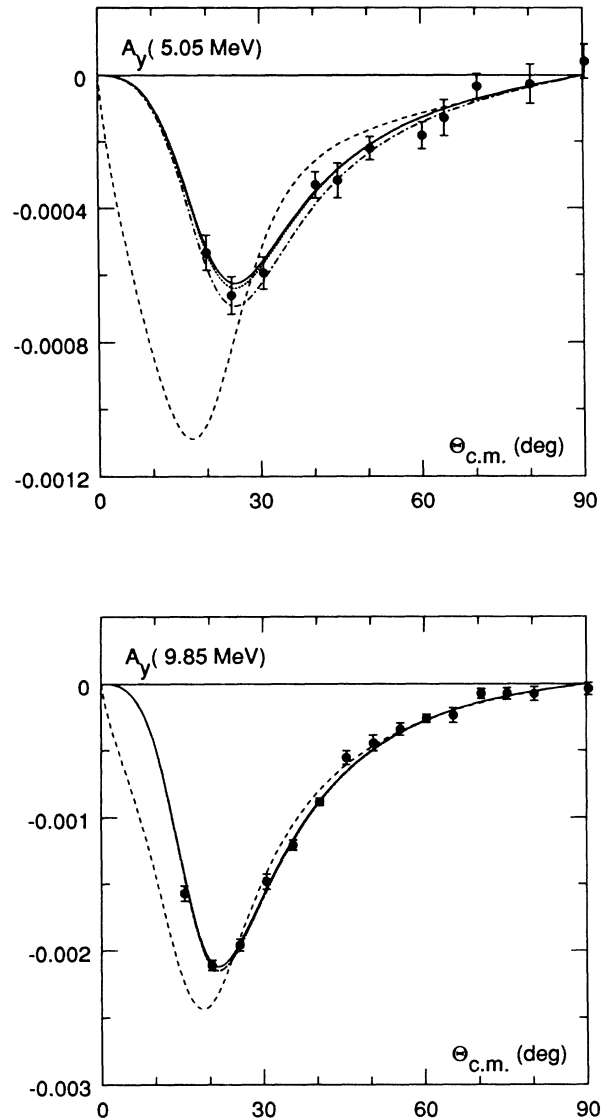 A_y( 5.05 MeV)
0
-0.0004
-0.0008
-0.0012
Θ_c.m. (deg)
0 30 60 90
A_y( 9.85 MeV)
0
-0.001
-0.002
-0.003
Θ_c.m. (deg)
0 30 60 90